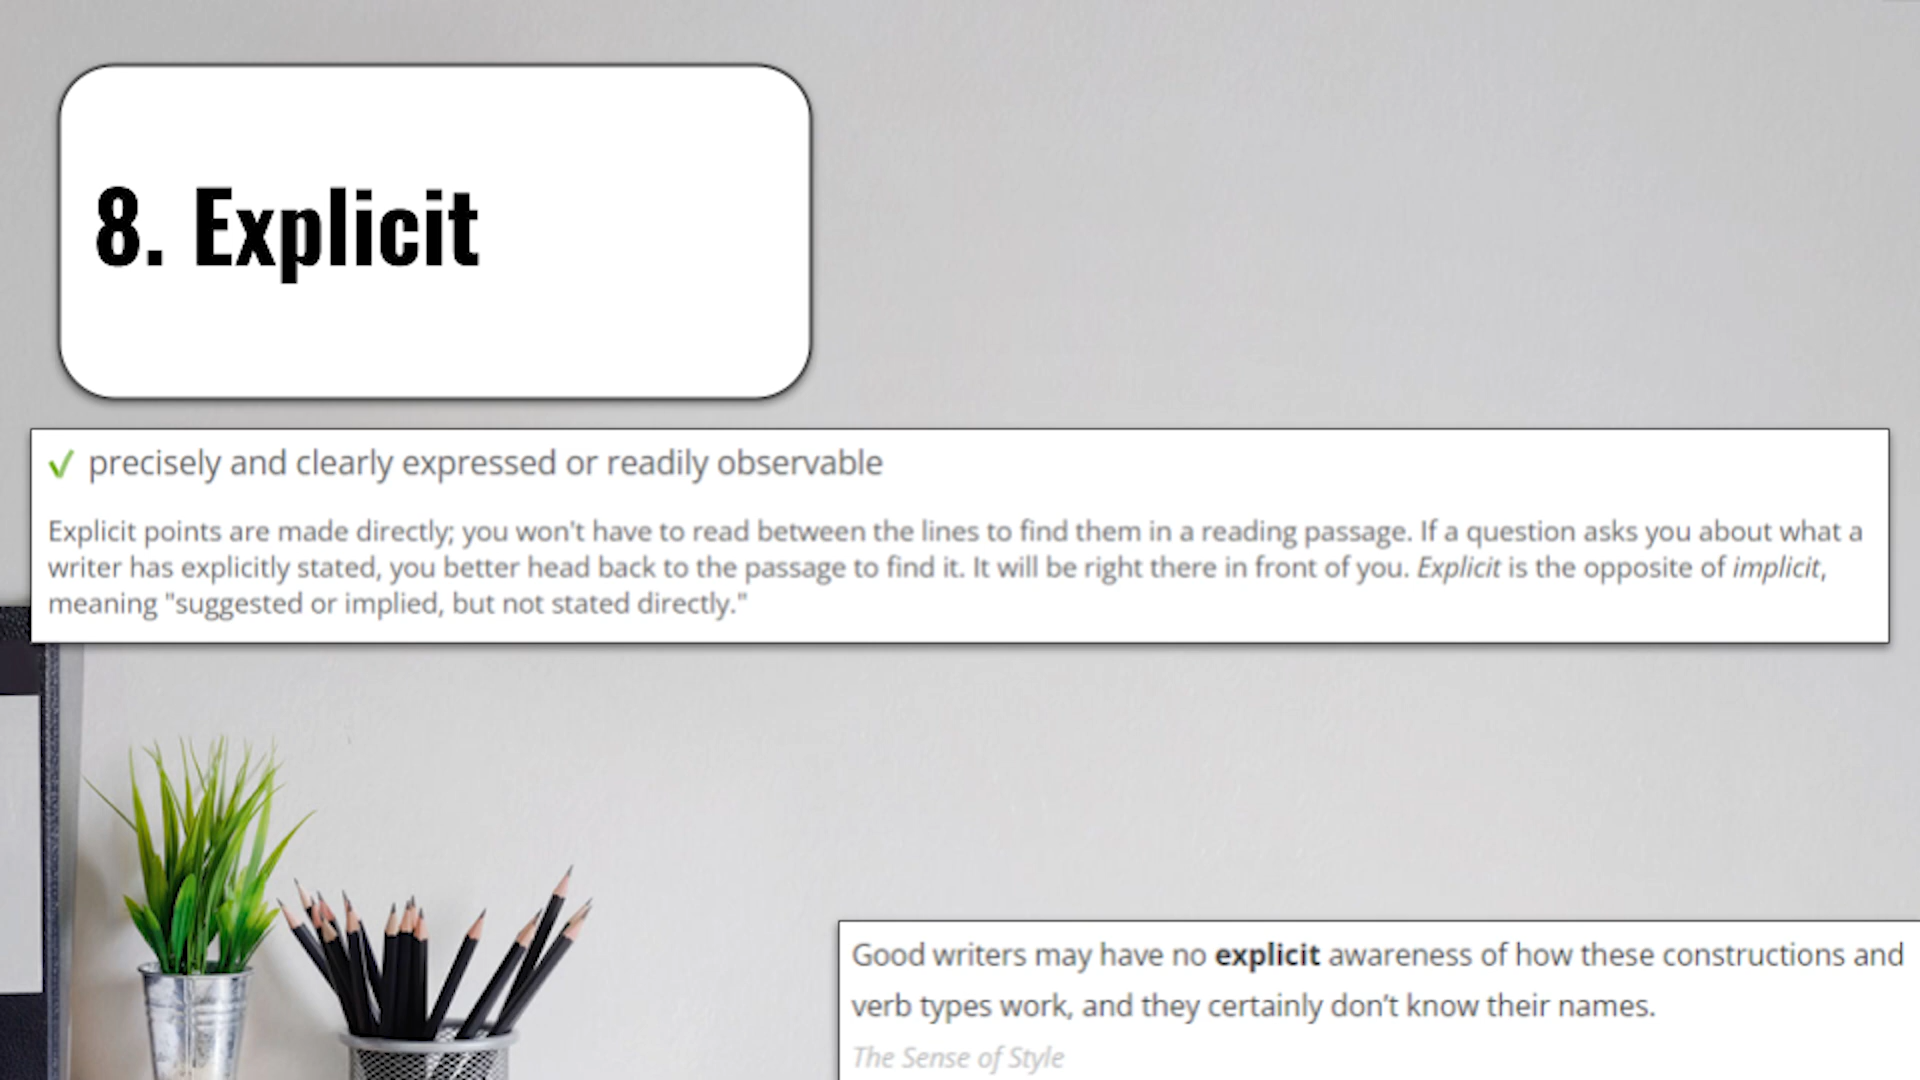 8. Explicit
precisely and clearly expressed or readily observable
Explicit points are made directly; you won't have to read between the lines to find them in a reading passage. If a question asks you about what a
writer has explicitly stated, you better head back to the passage to find it. It will be right there in front of you. Explicit is the opposite of implicit,
meaning "suggested or implied, but not stated directly."
Good writers may have no explicit awareness of how these constructions and
verb types work, and they certainly don’t know their names.
The Sense of Style